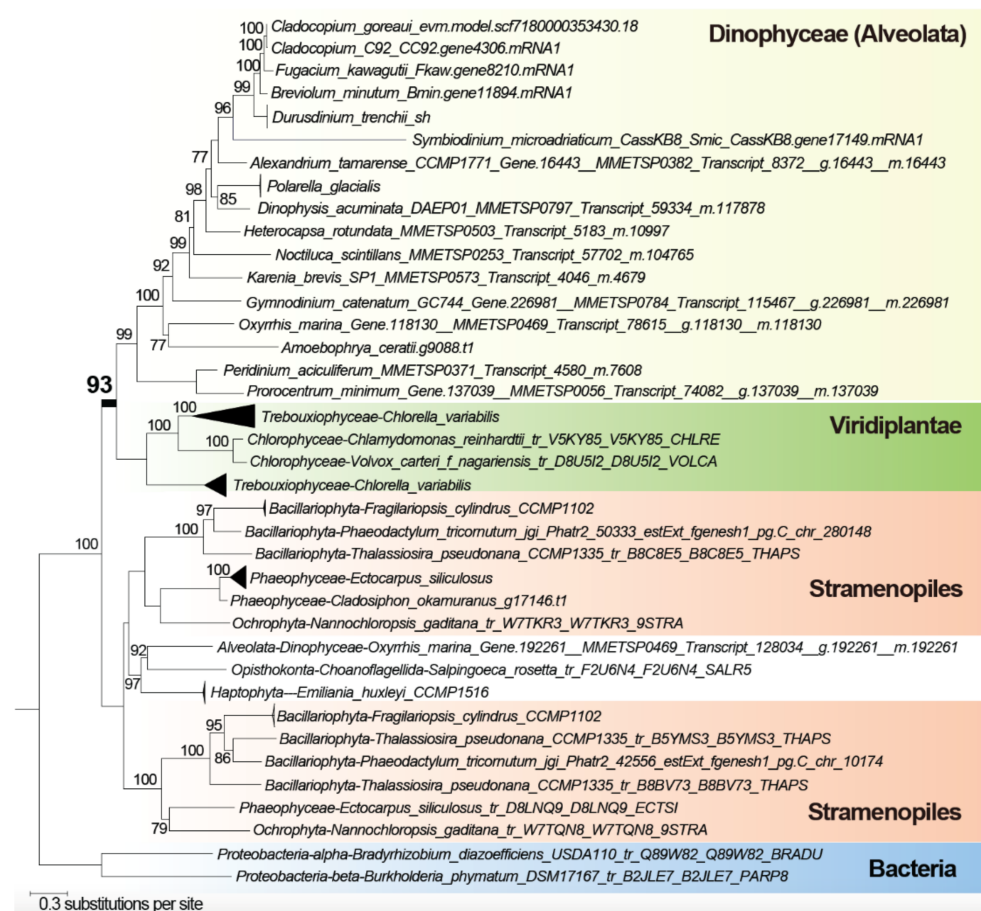 100
Cladocopium_goreaui_evm.model.scf7180000353430.18
Dinophyceae (Alveolata)
100
Cladocopium_C92_CC92.gene4306.mRNA1
100
Fugacium_kawagutii_Fkaw.gene8210.mRNA1
99
Breviolum_minutum_Bmin.gene11894.mRNA1
96
Durusdinium_trenchii_sh
Symbiodinium_microadriaticum_CassKB8_Smic_CassKB8.gene17149.mRNA1
77
Alexandrium_tamarense_CCMP1771_Gene.16443__MMETSP0382_Transcript_8372__g.16443__m.16443
98
Polarella_glacialis
85
Dinophysis_acuminata_DAEP01_MMETSP0797_Transcript_59334_m.117878
81
Heterocapsa_rotundata_MMETSP0503_Transcript_5183_m.10997
99
Noctiluca_scintillans_MMETSP0253_Transcript_57702_m.104765
92
Karenia_brevis_SP1_MMETSP0573_Transcript_4046_m.4679
100
Gymnodinium_catenatum_GC744_Gene.226981__MMETSP0784_Transcript_115467__g.226981__m.226981
99
Oxyrrhis_marina_Gene.118130__MMETSP0469_Transcript_78615__g.118130__m.118130
77
Amoebophrya_ceratii.g9088.t1
Peridinium_aciculiferum_MMETSP0371_Transcript_4580_m.7608
93
Prorocentrum_minimum_Gene.137039__MMETSP0056_Transcript_74082__g.137039__m.137039
100
Trebouxiophyceae-Chlorella_variabilis
Viridiplantae
100
100
Chlorophyceae-Chlamydomonas_reinhardtii_tr_V5KY85_V5KY85_CHLRE
Chlorophyceae-Volvox_carteri_f_nagariensis_tr_D8U5I2_D8U5I2_VOLCA
Trebouxiophyceae-Chlorella_variabilis
97
Bacillariophyta-Fragilariopsis_cylindrus_CCMP1102
100
Bacillariophyta-Phaeodactylum_tricornutum_jgi_Phatr2_50333_estExt_fgenesh1_pg.C_chr_280148
100
Bacillariophyta-Thalassiosira_pseudonana_CCMP1335_tr_B8C8E5_B8C8E5_THAPS
100
Phaeophyceae-Ectocarpus_siliculosus
Stramenopiles
Phaeophyceae-Cladosiphon_okamuranus_g17146.t1
Ochrophyta-Nannochloropsis_gaditana_tr_W7TKR3_W7TKR3_9STRA
92
Alveolata-Dinophyceae-Oxyrrhis_marina_Gene.192261__MMETSP0469_Transcript_128034__g.192261__m.192261
97
Opisthokonta-Choanoflagellida-Salpingoeca_rosetta_tr_F2U6N4_F2U6N4_SALR5
Haptophyta---Emiliania_huxleyi_CCMP1516
95
Bacillariophyta-Fragilariopsis_cylindrus_CCMP1102
100
Bacillariophyta-Thalassiosira_pseudonana_CCMP1335_tr_B5YMS3_B5YMS3_THAPS
86
Bacillariophyta-Phaeodactylum_tricornutum_jgi_Phatr2_42556_estExt_fgenesh1_pg.C_chr_10174
100
Bacillariophyta-Thalassiosira_pseudonana_CCMP1335_tr_B8BV73_B8BV73_THAPS
Phaeophyceae-Ectocarpus_siliculosus_tr_D8LNQ9_D8LNQ9_ECTSI
Stramenopiles
79
Ochrophyta-Nannochloropsis_gaditana_tr_W7TQN8_W7TQN8_9STRA
Proteobacteria-alpha-Bradyrhizobium_diazoefficiens_USDA110_tr_Q89W82_Q89W82_BRADU
Bacteria
Proteobacteria-beta-Burkholderia_phymatum_DSM17167_tr_B2JLE7_B2JLE7_PARP8
0.3 substitutions per site